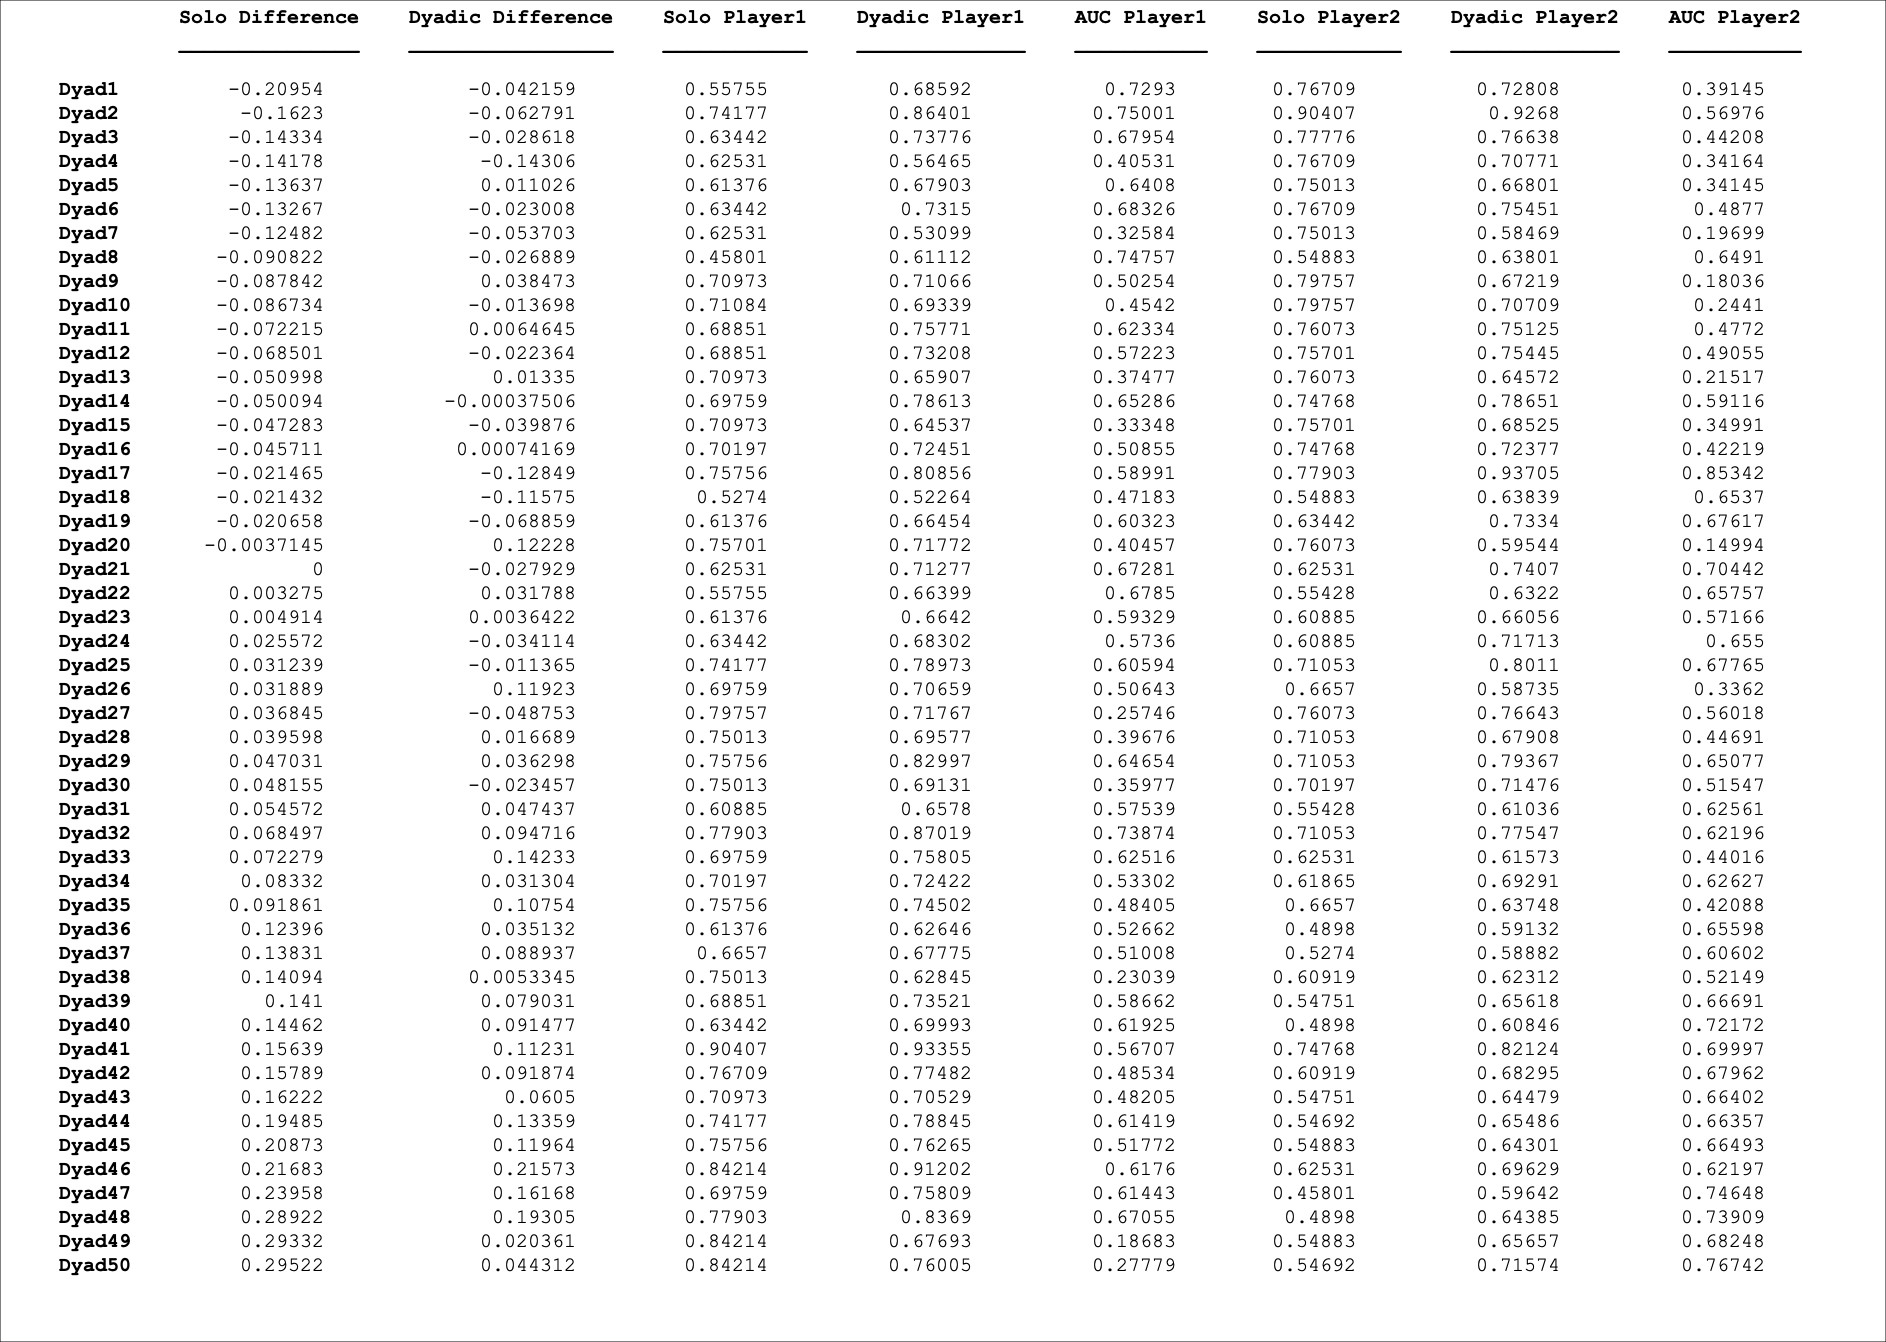 Solo Difference Dyadic Difference Solo Player1 Dyadic Player1 AUC Player1 Solo Player2 Dyadic Player2 AUC Player2
Dyad1 -0.20954 -0.042159 0.55755 0.68592 0.7293 0.76709 0.72808 0.39145
Dyad2 -0.1623 -0.062791 0.74177 0.86401 0.75001 0.90407 0.9268 0.56976
Dyad3 -0.14334 -0.028618 0.63442 0.73776 0.67954 0.77776 0.76638 0.44208
Dyad4 -0.14178 -0.14306 0.62531 0.56465 0.40531 0.76709 0.70771 0.34164
Dyad5 -0.13637 0.011026 0.61376 0.67903 0.6408 0.75013 0.66801 0.34145
Dyad6 -0.13267 -0.023008 0.63442 0.7315 0.68326 0.76709 0.75451 0.4877
Dyad7 -0.12482 -0.053703 0.62531 0.53099 0.32584 0.75013 0.58469 0.19699
Dyad8 -0.090822 -0.026889 0.45801 0.61112 0.74757 0.54883 0.63801 0.6491
Dyad9 -0.087842 0.038473 0.70973 0.71066 0.50254 0.79757 0.67219 0.18036
Dyad10 -0.086734 -0.013698 0.71084 0.69339 0.4542 0.79757 0.70709 0.2441
Dyad11 -0.072215 0.0064645 0.68851 0.75771 0.62334 0.76073 0.75125 0.4772
Dyad12 -0.068501 -0.022364 0.68851 0.73208 0.57223 0.75701 0.75445 0.49055
Dyad13 -0.050998 0.01335 0.70973 0.65907 0.37477 0.76073 0.64572 0.21517
Dyad14 -0.050094 -0.00037506 0.69759 0.78613 0.65286 0.74768 0.78651 0.59116
Dyad15 -0.047283 -0.039876 0.70973 0.64537 0.33348 0.75701 0.68525 0.34991
Dyad16 -0.045711 0.00074169 0.70197 0.72451 0.50855 0.74768 0.72377 0.42219
Dyad17 -0.021465 -0.12849 0.75756 0.80856 0.58991 0.77903 0.93705 0.85342
Dyad18 -0.021432 -0.11575 0.5274 0.52264 0.47183 0.54883 0.63839 0.6537
Dyad19 -0.020658 -0.068859 0.61376 0.66454 0.60323 0.63442 0.7334 0.67617
Dyad20 -0.0037145 0.12228 0.75701 0.71772 0.40457 0.76073 0.59544 0.14994
Dyad21 0 -0.027929 0.62531 0.71277 0.67281 0.62531 0.7407 0.70442
Dyad22 0.003275 0.031788 0.55755 0.66399 0.6785 0.55428 0.6322 0.65757
Dyad23 0.004914 0.0036422 0.61376 0.6642 0.59329 0.60885 0.66056 0.57166
Dyad24 0.025572 -0.034114 0.63442 0.68302 0.5736 0.60885 0.71713 0.655
Dyad25 0.031239 -0.011365 0.74177 0.78973 0.60594 0.71053 0.8011 0.67765
Dyad26 0.031889 0.11923 0.69759 0.70659 0.50643 0.6657 0.58735 0.3362
Dyad27 0.036845 -0.048753 0.79757 0.71767 0.25746 0.76073 0.76643 0.56018
Dyad28 0.039598 0.016689 0.75013 0.69577 0.39676 0.71053 0.67908 0.44691
Dyad29 0.047031 0.036298 0.75756 0.82997 0.64654 0.71053 0.79367 0.65077
Dyad30 0.048155 -0.023457 0.75013 0.69131 0.35977 0.70197 0.71476 0.51547
Dyad31 0.054572 0.047437 0.60885 0.6578 0.57539 0.55428 0.61036 0.62561
Dyad32 0.068497 0.094716 0.77903 0.87019 0.73874 0.71053 0.77547 0.62196
Dyad33 0.072279 0.14233 0.69759 0.75805 0.62516 0.62531 0.61573 0.44016
Dyad34 0.08332 0.031304 0.70197 0.72422 0.53302 0.61865 0.69291 0.62627
Dyad35 0.091861 0.10754 0.75756 0.74502 0.48405 0.6657 0.63748 0.42088
Dyad36 0.12396 0.035132 0.61376 0.62646 0.52662 0.4898 0.59132 0.65598
Dyad37 0.13831 0.088937 0.6657 0.67775 0.51008 0.5274 0.58882 0.60602
Dyad38 0.14094 0.0053345 0.75013 0.62845 0.23039 0.60919 0.62312 0.52149
Dyad39 0.141 0.079031 0.68851 0.73521 0.58662 0.54751 0.65618 0.66691
Dyad40 0.14462 0.091477 0.63442 0.69993 0.61925 0.4898 0.60846 0.72172
Dyad41 0.15639 0.11231 0.90407 0.93355 0.56707 0.74768 0.82124 0.69997
Dyad42 0.15789 0.091874 0.76709 0.77482 0.48534 0.60919 0.68295 0.67962
Dyad43 0.16222 0.0605 0.70973 0.70529 0.48205 0.54751 0.64479 0.66402
Dyad44 0.19485 0.13359 0.74177 0.78845 0.61419 0.54692 0.65486 0.66357
Dyad45 0.20873 0.11964 0.75756 0.76265 0.51772 0.54883 0.64301 0.66493
Dyad46 0.21683 0.21573 0.84214 0.91202 0.6176 0.62531 0.69629 0.62197
Dyad47 0.23958 0.16168 0.69759 0.75809 0.61443 0.45801 0.59642 0.74648
Dyad48 0.28922 0.19305 0.77903 0.8369 0.67055 0.4898 0.64385 0.73909
Dyad49 0.29332 0.020361 0.84214 0.67693 0.18683 0.54883 0.65657 0.68248
Dyad50 0.29522 0.044312 0.84214 0.76005 0.27779 0.54692 0.71574 0.76742